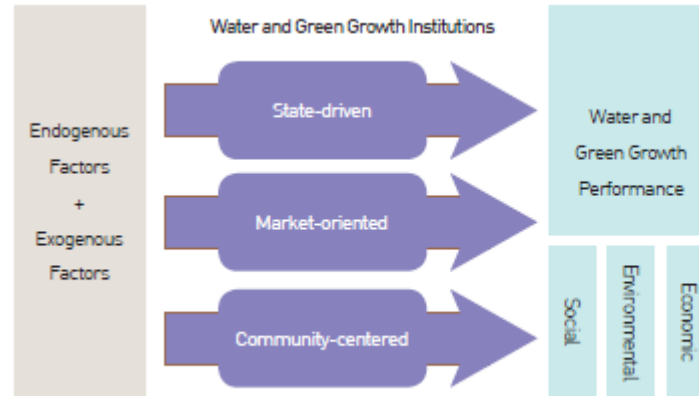 Water and Green Growth Institutions
Endogenous
Factors
+
Exogenous
Factors
State-driven
Market-oriented
Community-centered
Water and
Green Growth
Performance
Social
Environmental
Economic